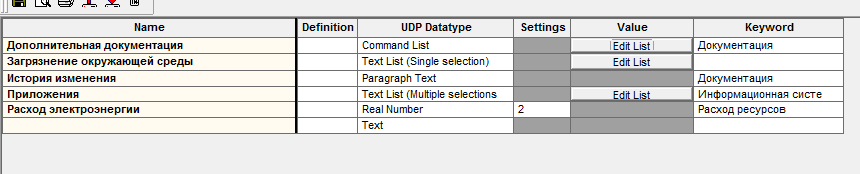 Name Definition UDP Datatype Settings Value Keyword
Дополнительная документация Command List Edit List Документация
Загрязнение окружающей среды Text List (Single selection) Edit List
История изменения Paragraph Text Документация
Приложения Text List (Multiple selections Edit List Информационная систе
Расход электроэнергии Real Number 2 Расход ресурсов
Text